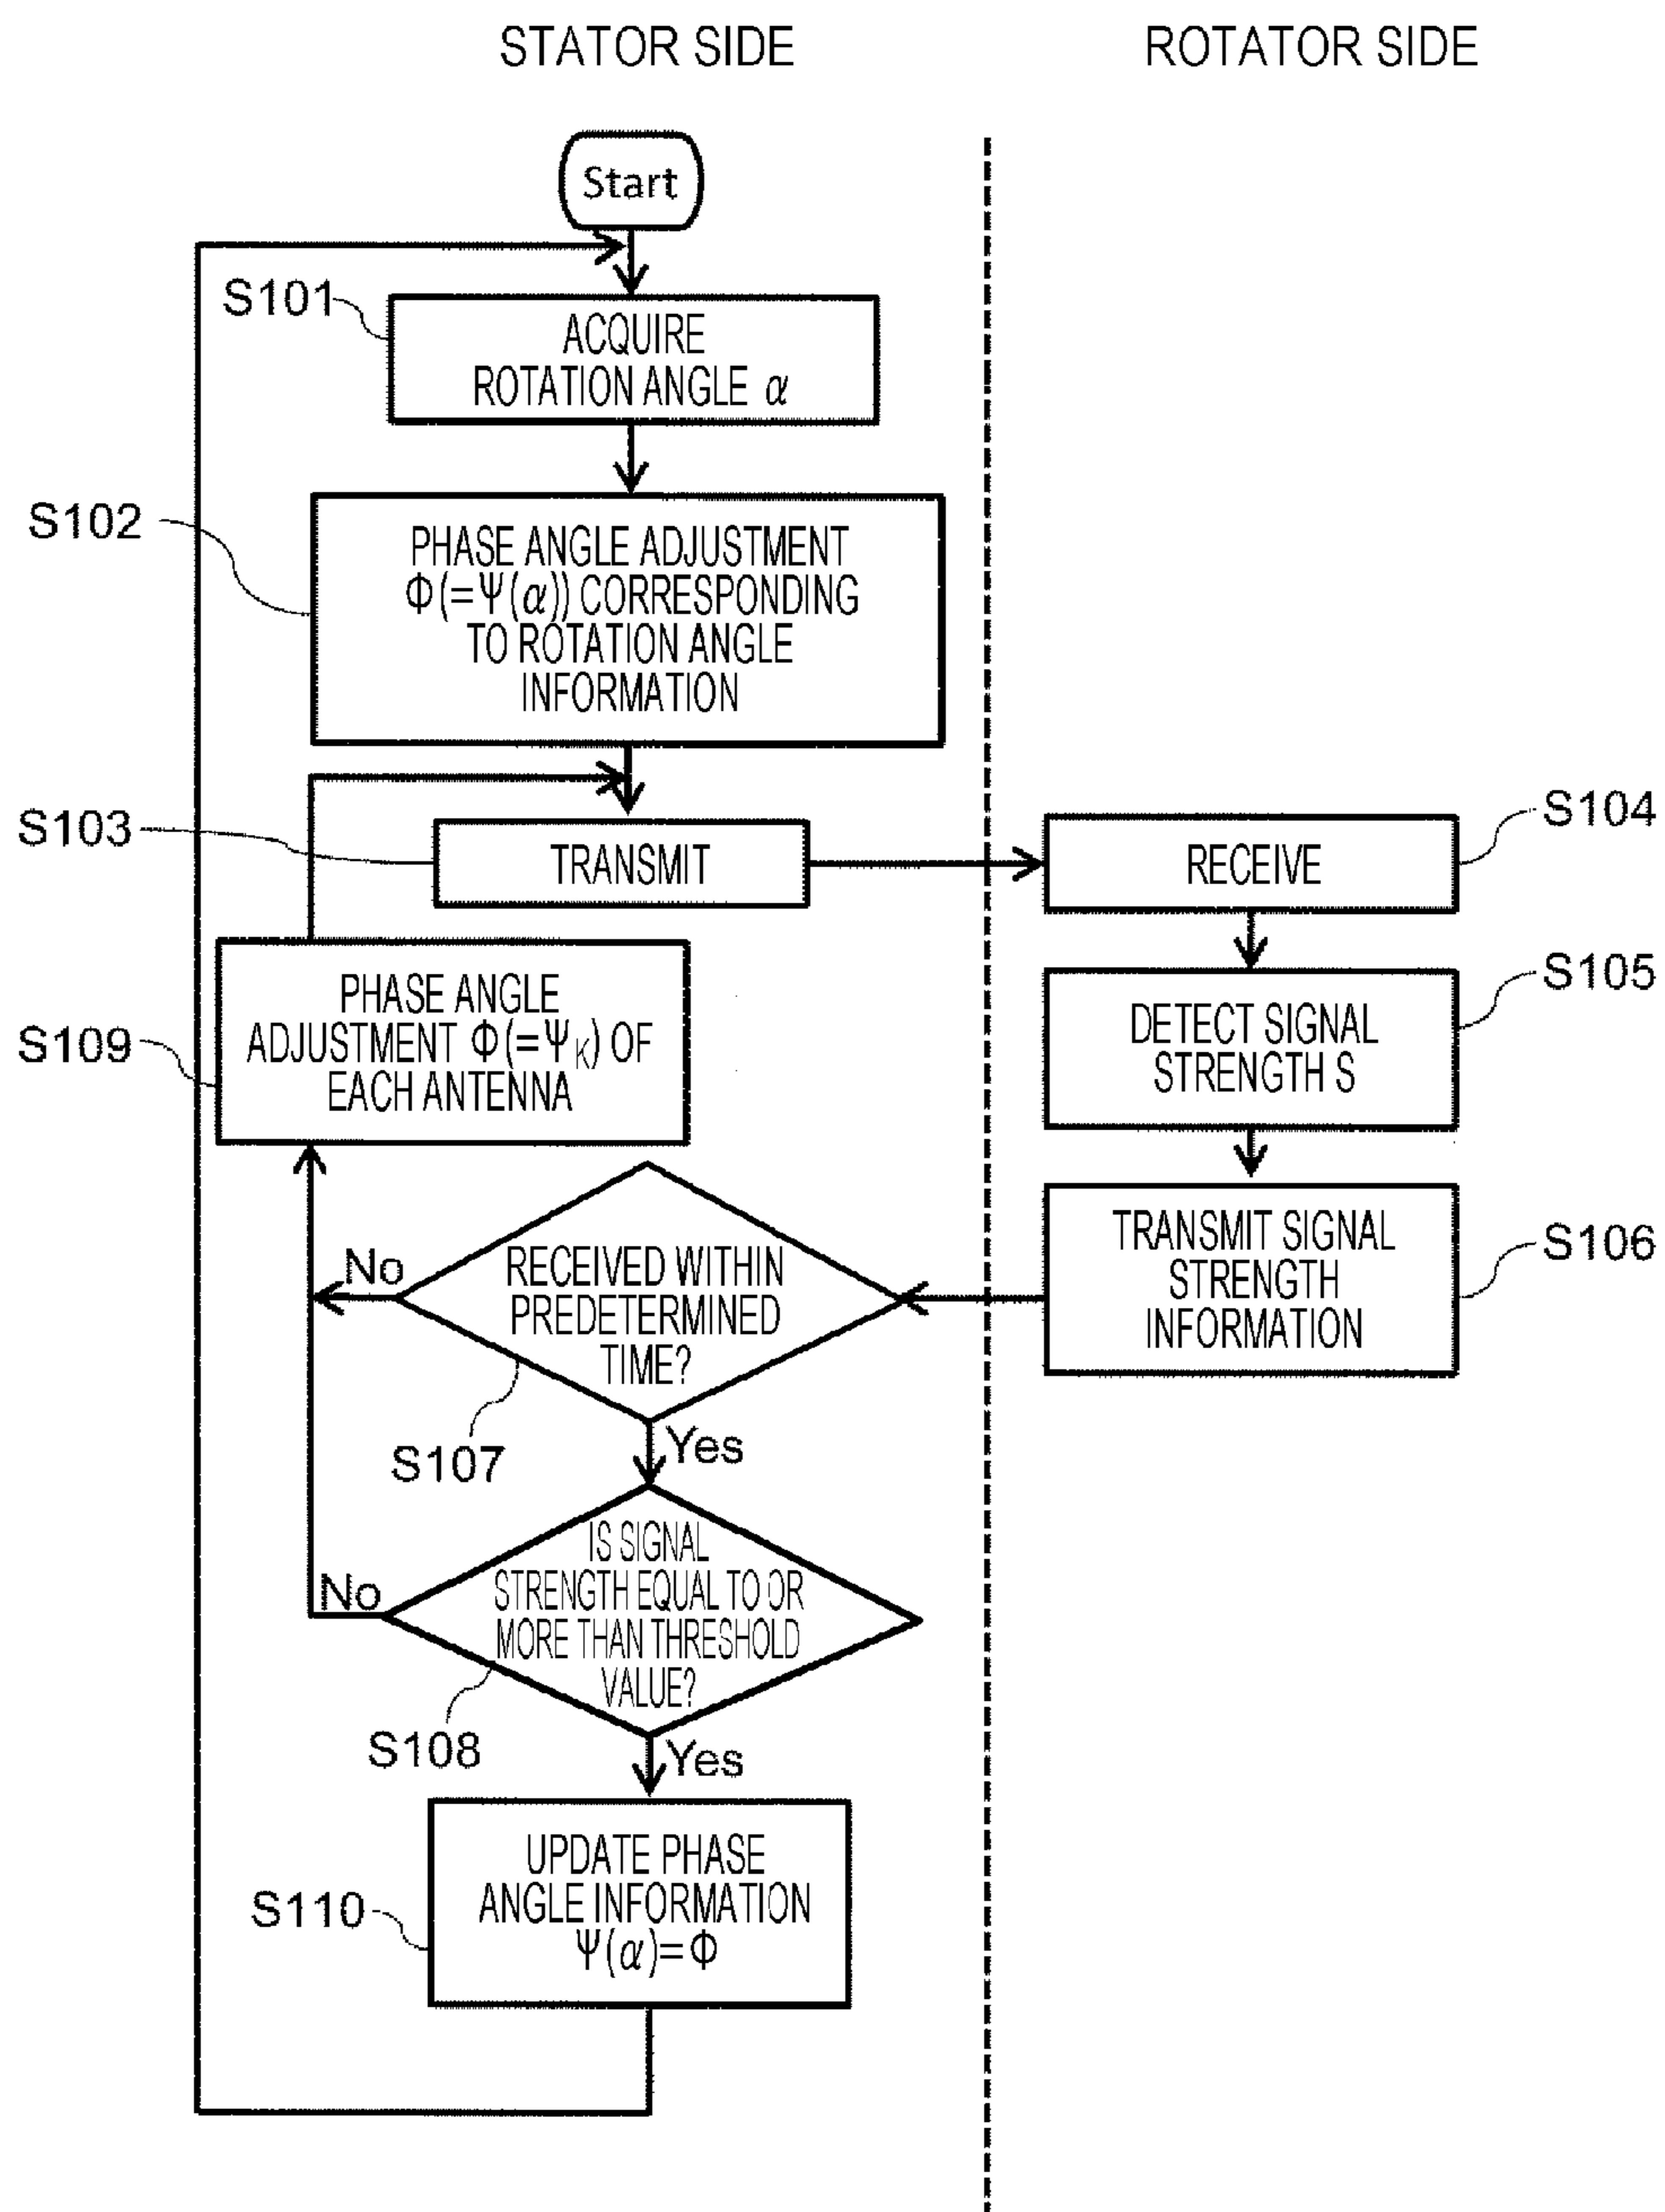 STATOR SIDE
ROTATOR SIDE
Start
S101
ACQUIRE
ROTATION ANGLE α
S102
PHASE ANGLE ADJUSTMENT
Φ(=Ψ(α)) CORRESPONDING
TO ROTATION ANGLE
INFORMATION
S103
TRANSMIT
S104
RECEIVE
S105
DETECT SIGNAL
STRENGTH S
S109
PHASE ANGLE
ADJUSTMENT Φ(=ΨK) OF
EACH ANTENNA
S106
TRANSMIT SIGNAL
STRENGTH
INFORMATION
No
RECEIVED WITHIN
PREDETERMINED
TIME?
S107
Yes
No
IS SIGNAL
STRENGTH EQUAL TO OR
MORE THAN THRESHOLD
VALUE?
S108
Yes
S110
UPDATE PHASE
ANGLE INFORMATION
Ψ(α)=Φ